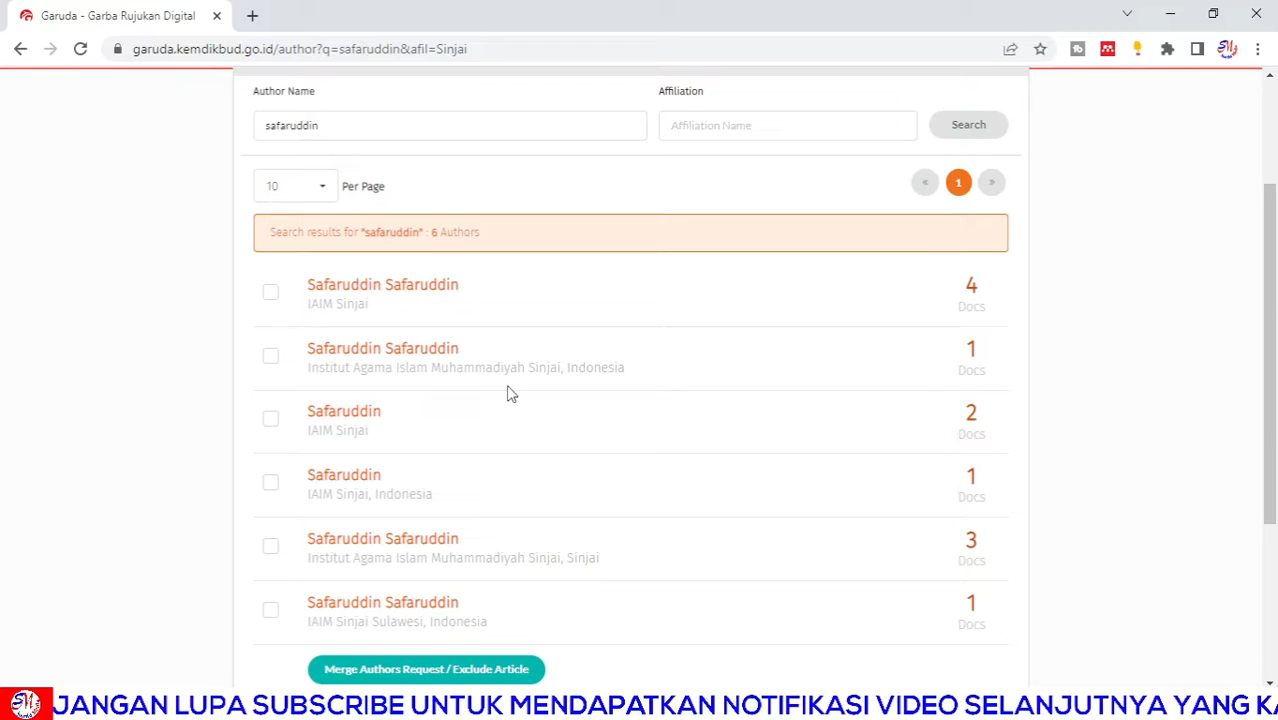 Garuda - Garba Rujukan Digital
garuda.kemdikbud.go.id/author?q=safaruddin&afil=Sinjai
Author Name
Affiliation
safaruddin
Affiliation Name
Search
10
Per Page
«
1
»
Search results for "safaruddin" : 6 Authors
Safaruddin Safaruddin
IAIM Sinjai
4
Docs
Safaruddin Safaruddin
Institut Agama Islam Muhammadiyah Sinjai, Indonesia
1
Docs
Safaruddin
IAIM Sinjai
2
Docs
Safaruddin
IAIM Sinjai, Indonesia
1
Docs
Safaruddin Safaruddin
Institut Agama Islam Muhammadiyah Sinjai, Sinjai
3
Docs
Safaruddin Safaruddin
IAIM Sinjai Sulawesi, Indonesia
1
Docs
Merge Authors Request / Exclude Article
JANGAN LUPA SUBSCRIBE UNTUK MENDAPATKAN NOTIFIKASI VIDEO SELANJUTNYA YANG KA